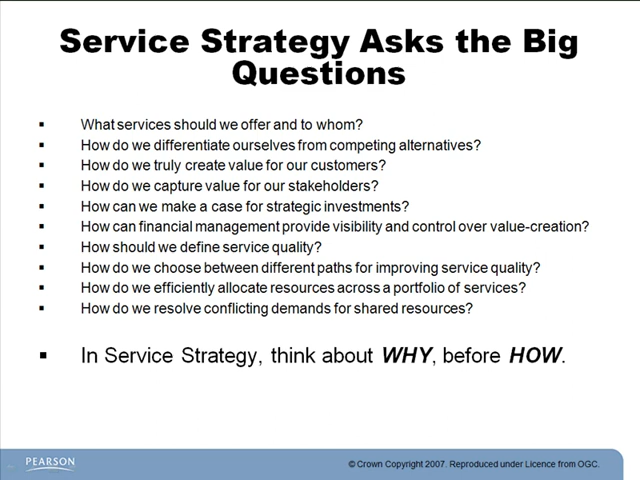 Service Strategy Asks the Big
Questions
▪ What services should we offer and to whom?
▪ How do we differentiate ourselves from competing alternatives?
▪ How do we truly create value for our customers?
▪ How do we capture value for our stakeholders?
▪ How can we make a case for strategic investments?
▪ How can financial management provide visibility and control over value-creation?
▪ How should we define service quality?
▪ How do we choose between different paths for improving service quality?
▪ How do we efficiently allocate resources across a portfolio of services?
▪ How do we resolve conflicting demands for shared resources?
▪ In Service Strategy, think about WHY, before HOW.
PEARSON
© Crown Copyright 2007. Reproduced under Licence from OGC.